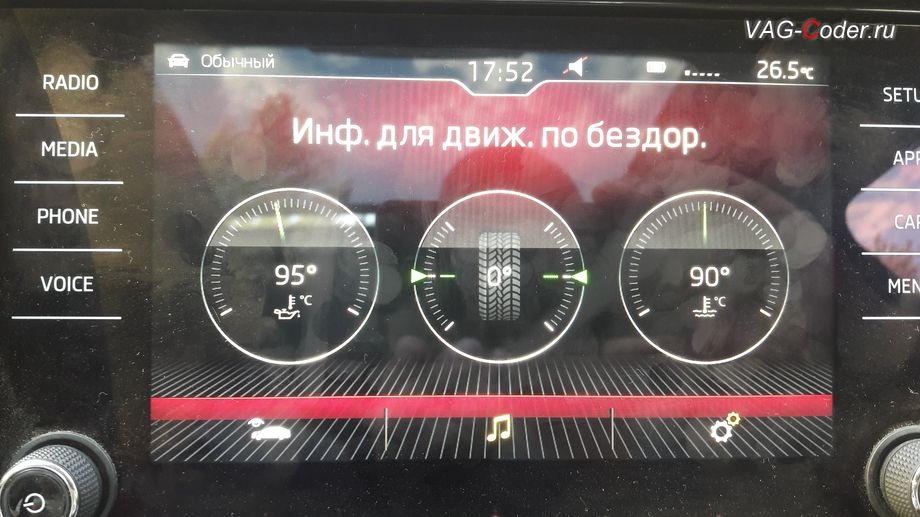 VAG-Coder.ru
Обычный
17:52
26.5°C
Инф. для движ. по бездор.
RADIO
MEDIA
PHONE
VOICE
95°
°C
0°
90°
°C
SETU
APP
CAR
MEN